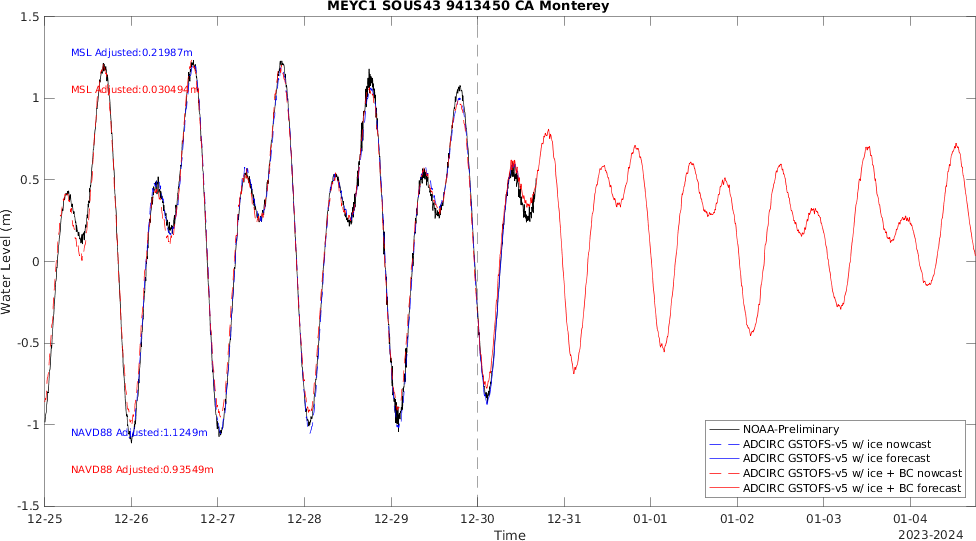 MEYC1 SOUS43 9413450 CA Monterey
1.5
1
0.5
0
-0.5
-1
-1.5
Water Level (m)
MSL Adjusted:0.21987m
MSL Adjusted:0.030494m
NAVD88 Adjusted:1.1249m
NAVD88 Adjusted:0.93549m
NOAA-Preliminary
ADCIRC GSTOFS-v5 w/ ice nowcast
ADCIRC GSTOFS-v5 w/ ice forecast
ADCIRC GSTOFS-v5 w/ ice + BC nowcast
ADCIRC GSTOFS-v5 w/ ice + BC forecast
12-25 12-26 12-27 12-28 12-29 12-30 12-31 01-01 01-02 01-03 01-04
Time
2023-2024